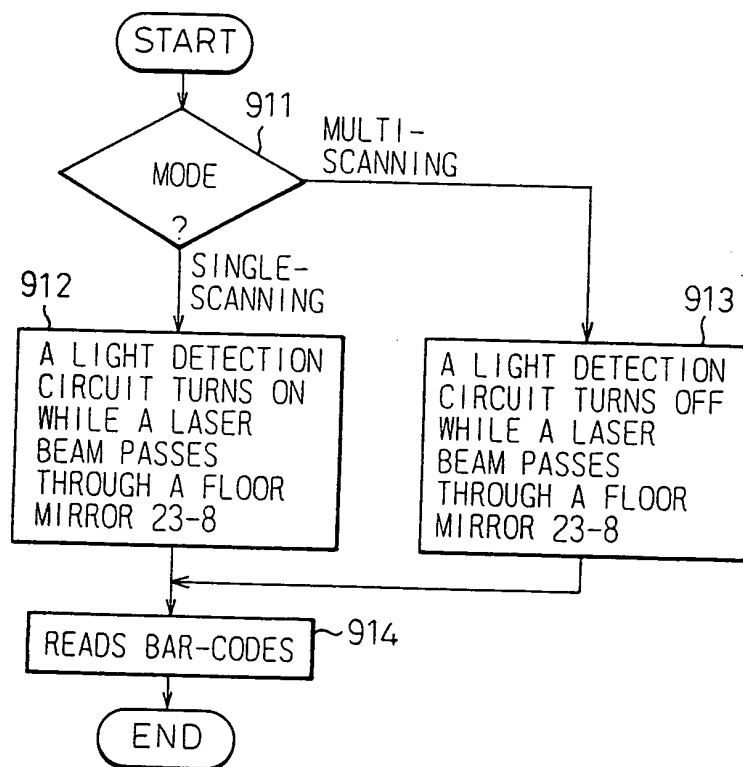 START
911
MODE
?
MULTI-
SCANNING
SINGLE-
SCANNING
912
A LIGHT DETECTION
CIRCUIT TURNS ON
WHILE A LASER
BEAM PASSES
THROUGH A FLOOR
MIRROR 23-8
913
A LIGHT DETECTION
CIRCUIT TURNS OFF
WHILE A LASER
BEAM PASSES
THROUGH A FLOOR
MIRROR 23-8
READS BAR-CODES
914
END